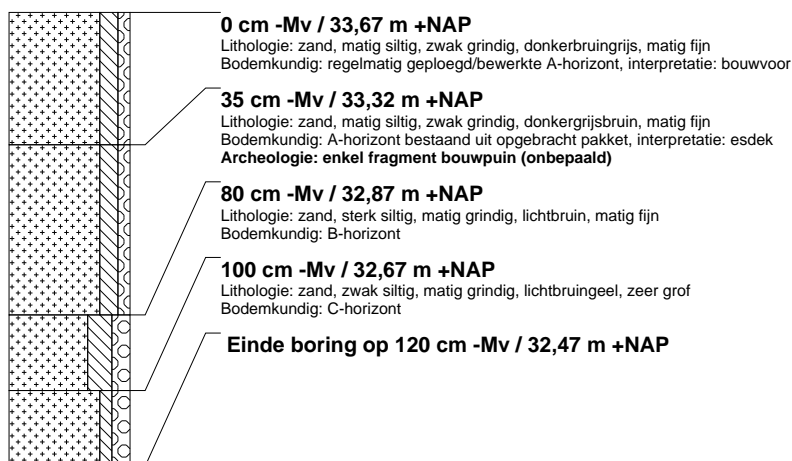 0 cm -Mv / 33,67 m +NAP
Lithologie: zand, matig siltig, zwak grindig, donkerbruingrijs, matig fijn
Bodemkundig: regelmatig geploegd/bewerkte A-horizont, interpretatie: bouwvoor
35 cm -Mv / 33,32 m +NAP
Lithologie: zand, matig siltig, zwak grindig, donkergrijsbruin, matig fijn
Bodemkundig: A-horizont bestaand uit opgebracht pakket, interpretatie: esdek
Archeologie: enkel fragment bouwpuin (onbepaald)
80 cm -Mv / 32,87 m +NAP
Lithologie: zand, sterk siltig, matig grindig, lichtbruin, matig fijn
Bodemkundig: B-horizont
100 cm -Mv / 32,67 m +NAP
Lithologie: zand, zwak siltig, matig grindig, lichtbruingeel, zeer grof
Bodemkundig: C-horizont
Einde boring op 120 cm -Mv / 32,47 m +NAP